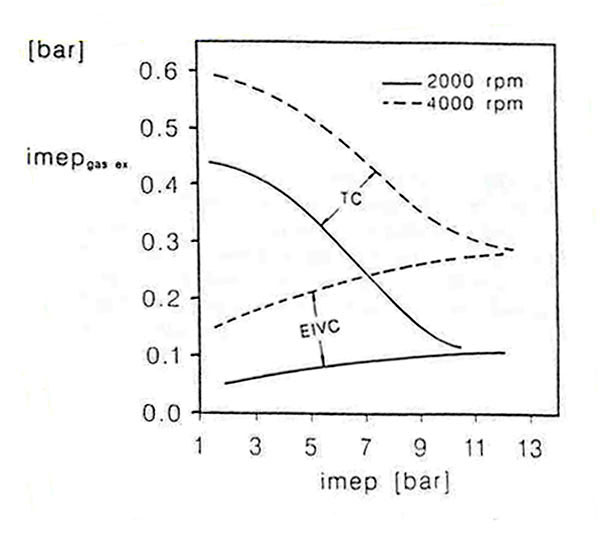 [bar]
imep gas ex.
0.6
0.5
0.4
0.3
0.2
0.1
0.0
2000 rpm
4000 rpm
TC
EIVC
1 3 5 7 9 11 13
imep [bar]